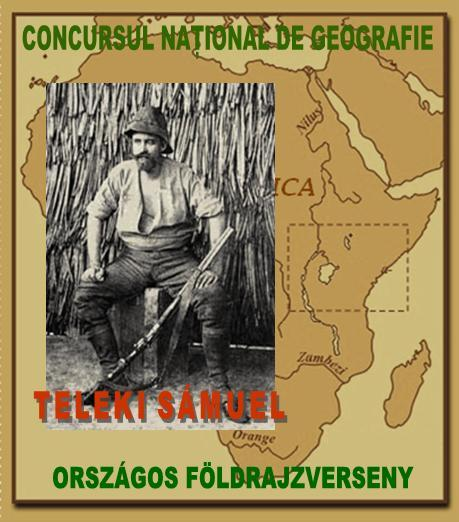 CONCURSUL NAȚIONAL DE GEOGRAFIE
Nilus
ICA
Zambezi
TELEKI SÁMUEL
Orange
ORSZÁGOS FÖLDRAJZVERSENY